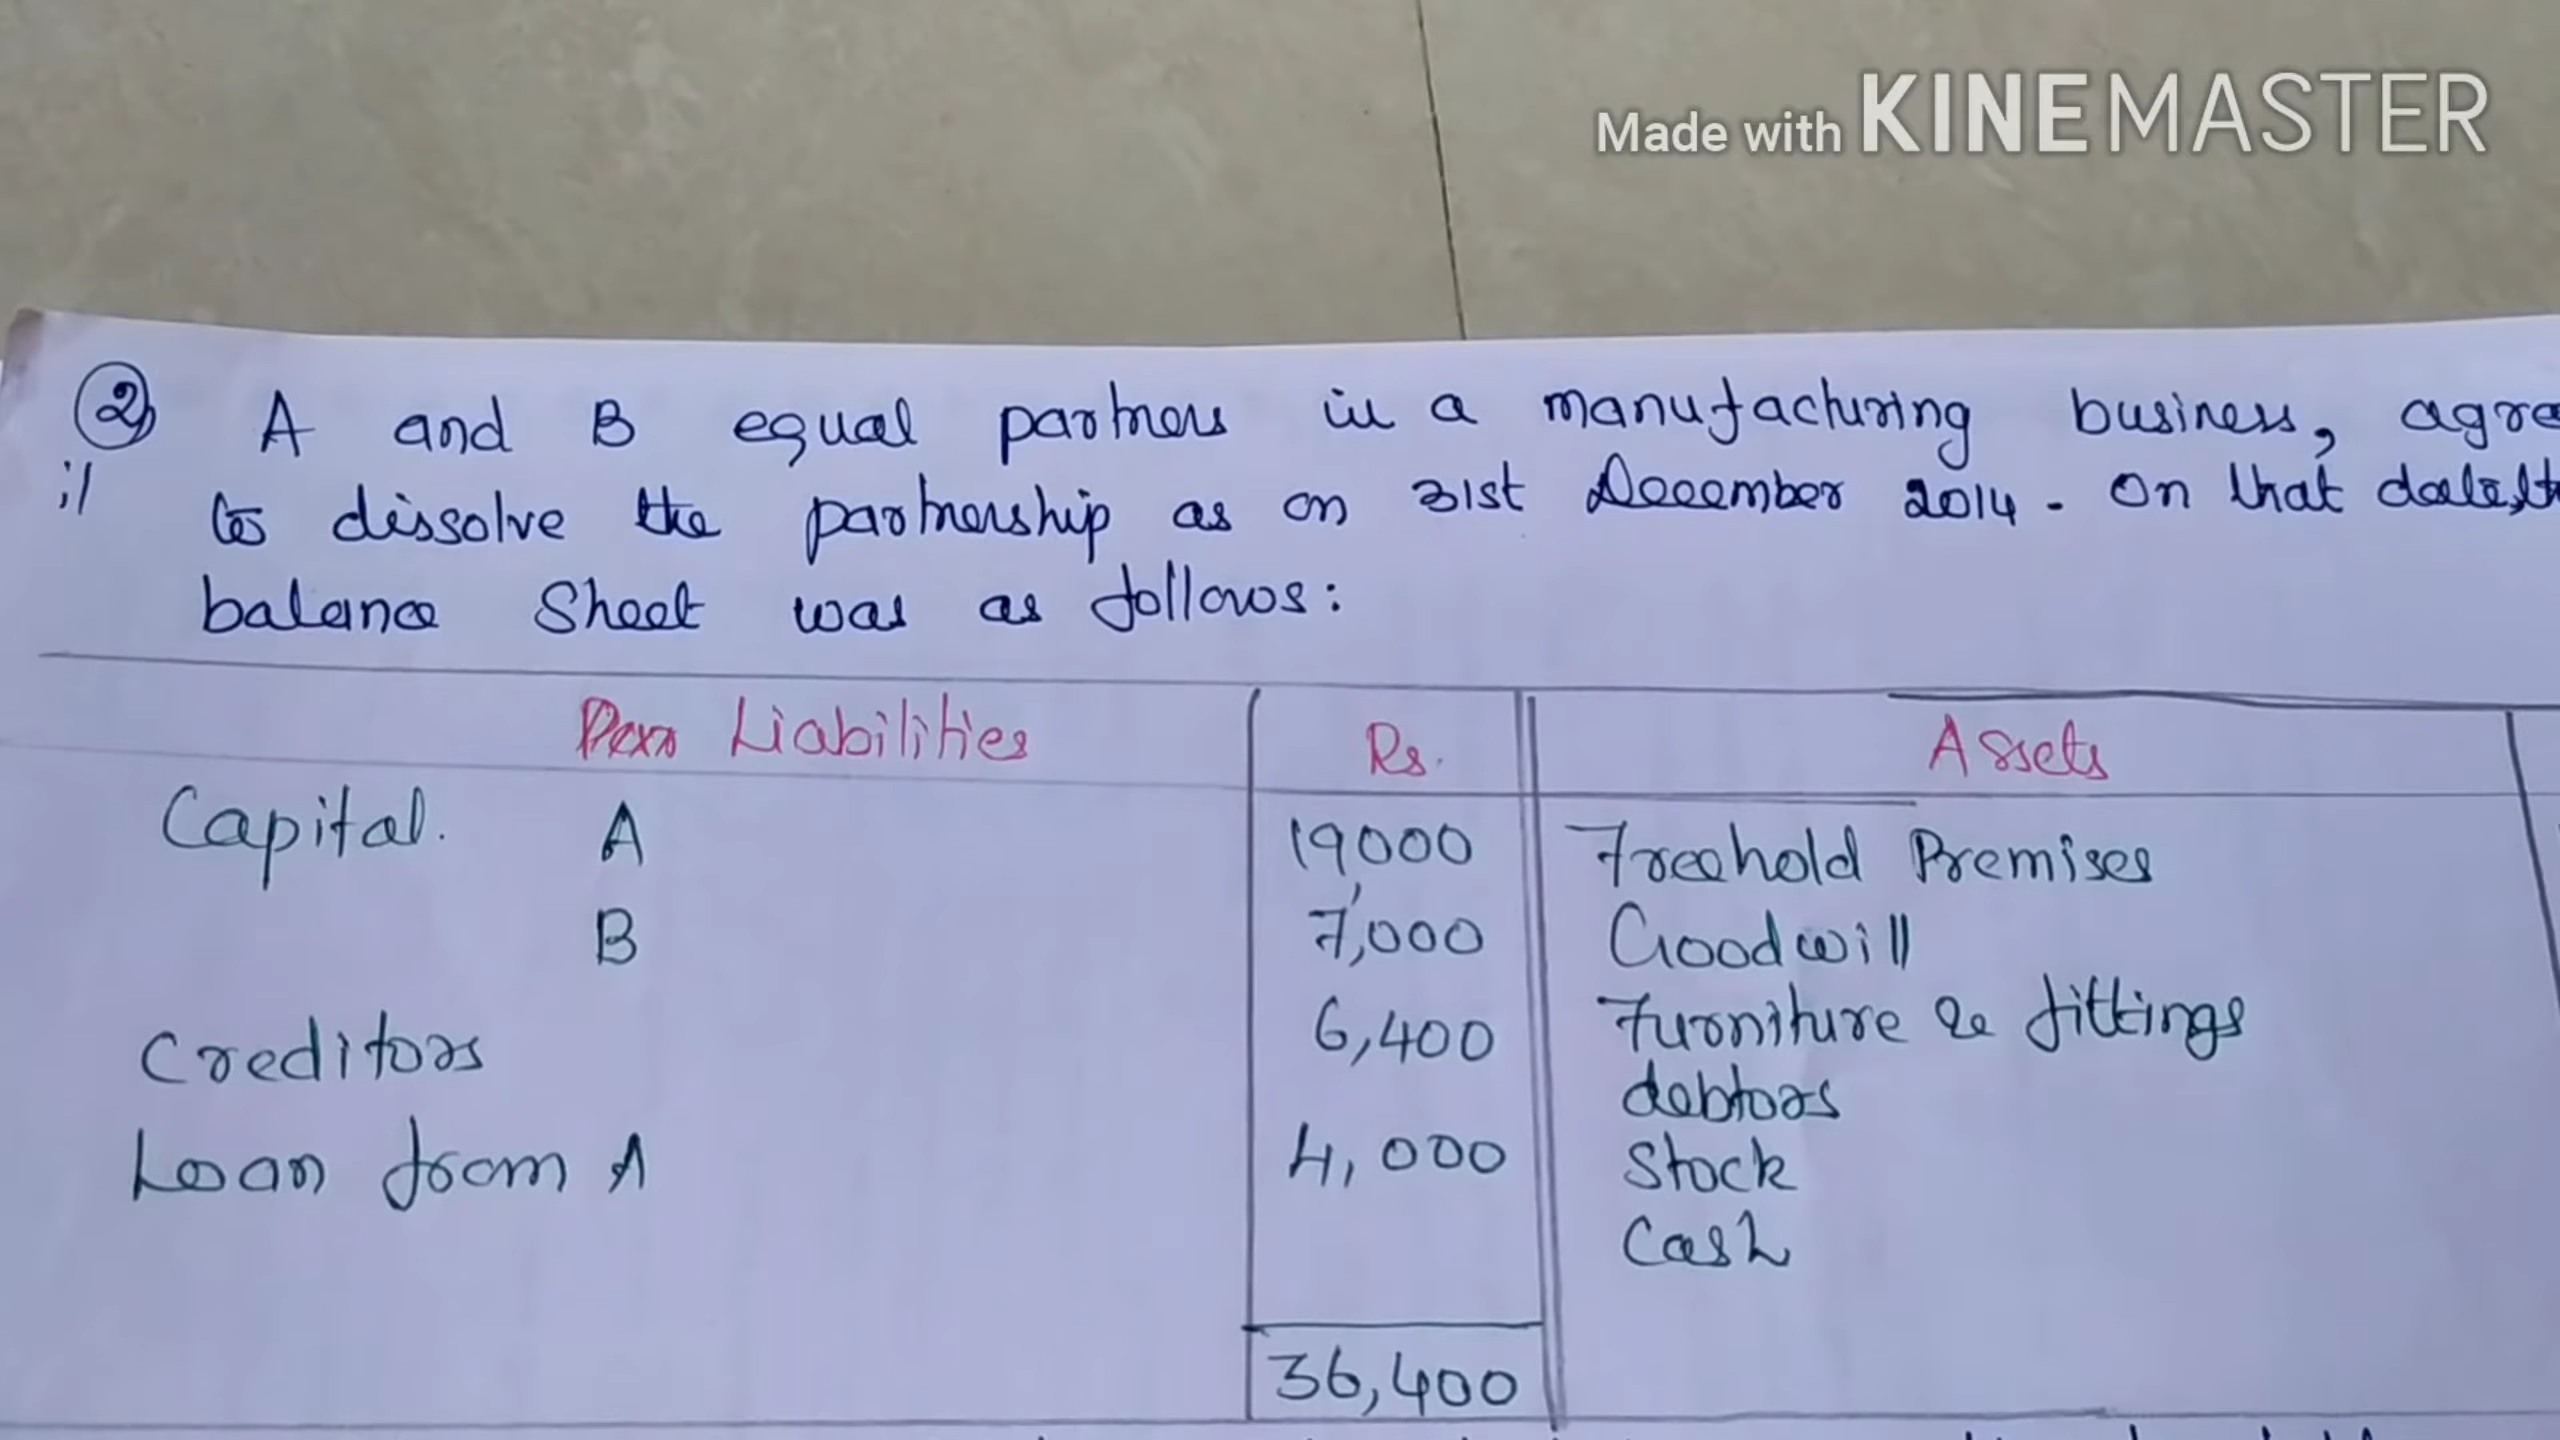 Made with KINEMASTER
2) A and B equal partners in a manufacturing business, agre
to dissolve the partnership as on 31st December 2014. On that date, th
balance Sheet was as follows:
Liabilities Rs. Assets
Capital. A 19000 Freehold Premises
B 7,000 Goodwill
Creditors 6,400 Furniture & fittings
debtors
Loan from A 4,000 Stock
Cash
36,400